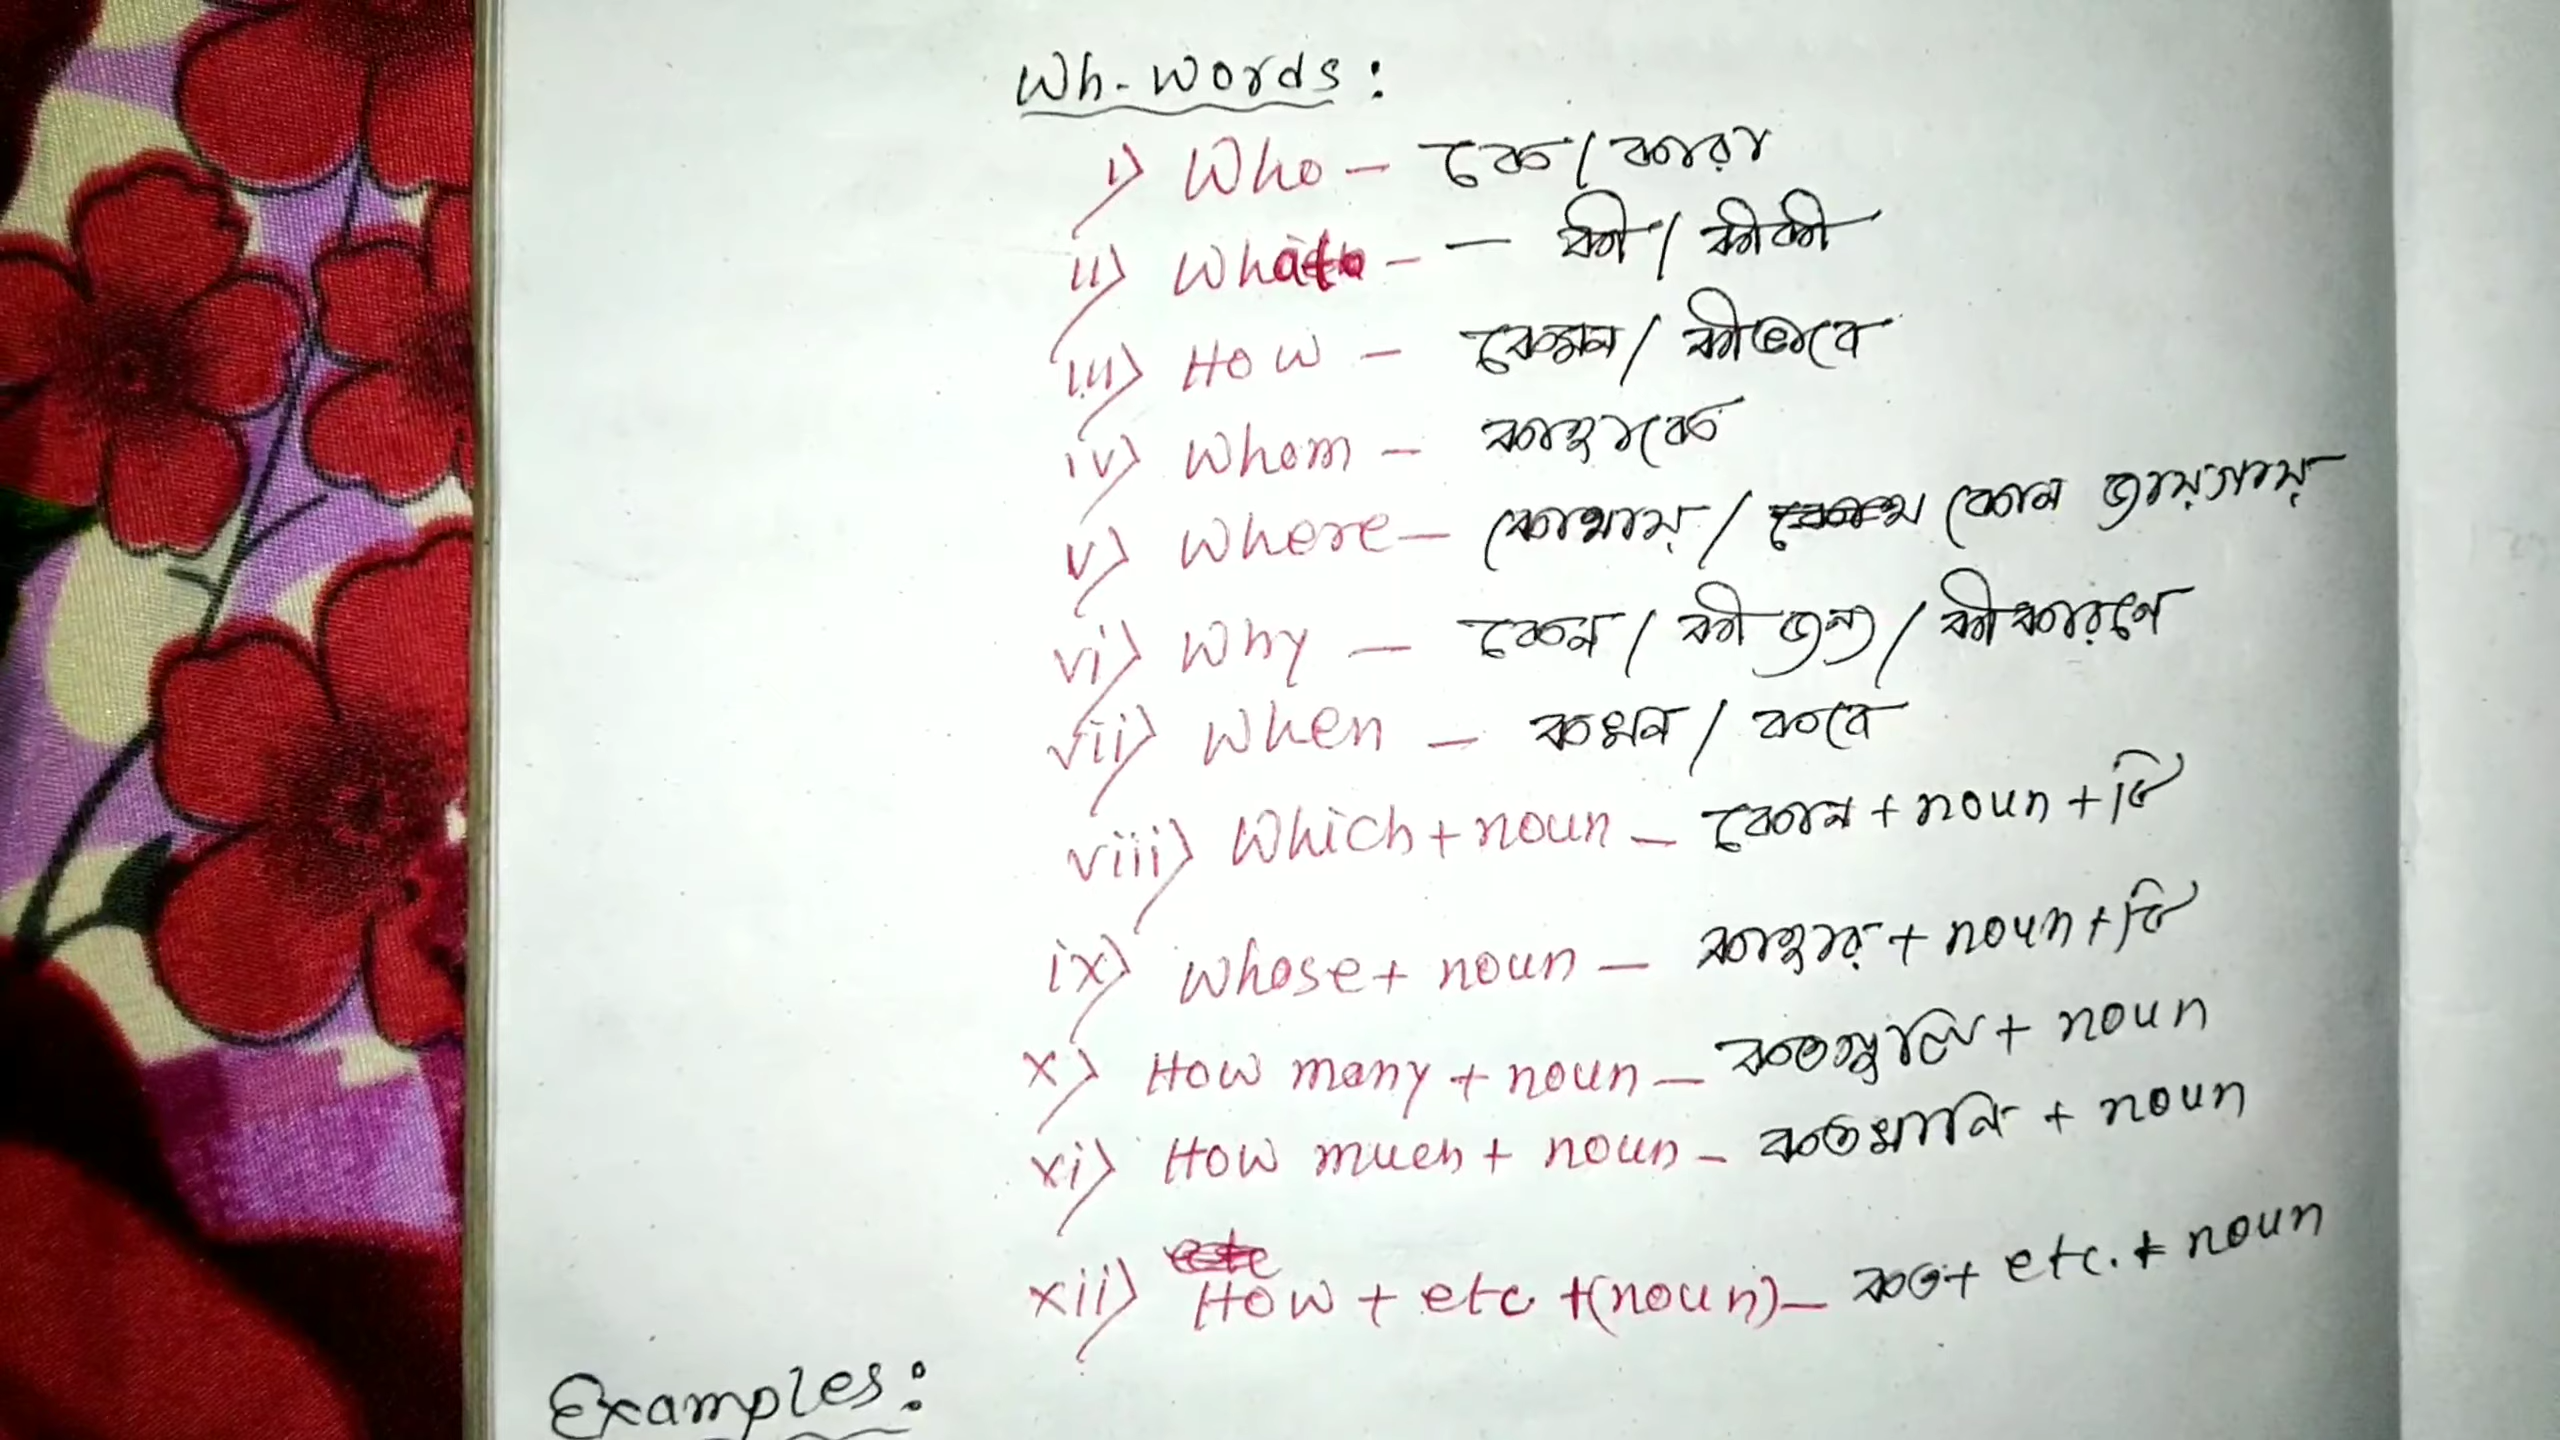 Wh-words:
i) Who – কে / কারা
ii) What – – কী / কীকী
iii) How – কেমন / কীভাবে
iv) Whom – কাহাকে
v) Where – কোথায় / কোন জায়গায়
vi) Why – কেন / কী জন্য / কী কারণে
vii) When – কখন / কবে
viii) Which + noun – কোন + noun + টি
ix) Whose + noun – কাহার + noun + টি
x) How many + noun – কতগুলি + noun
xi) How much + noun – কতখানি + noun
xii) How + etc + (noun) – কত + etc. + noun
Examples: